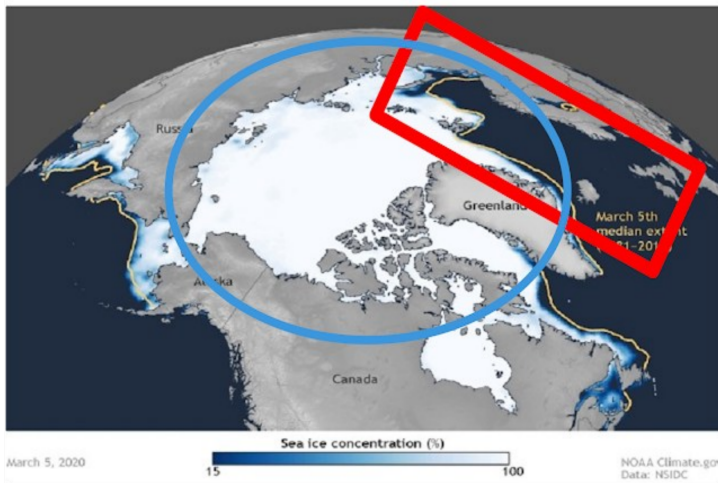 Russia
Greenland
March 5th
median extent
Alaska
Canada
Sea ice concentration (%)
March 5, 2020
15
100
NOAA Climate.gov
Data: NSIDC